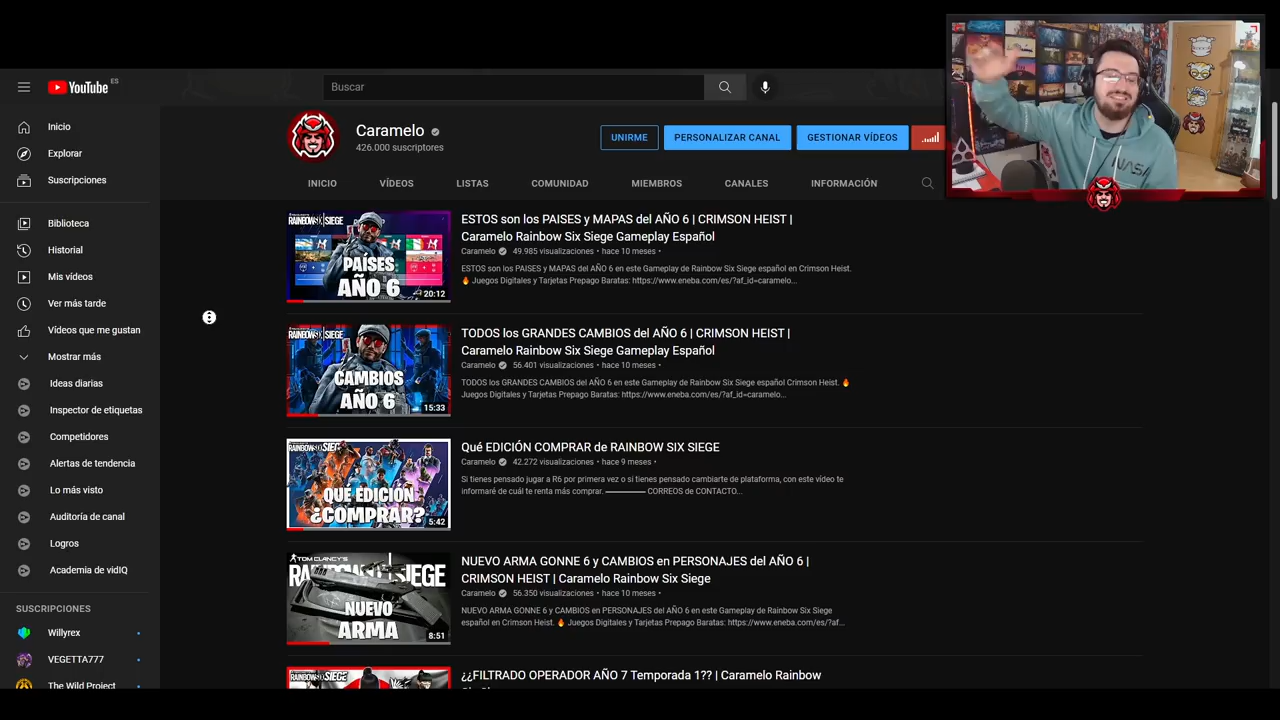 YouTube ES
Buscar
Inicio
Explorar
Suscripciones
Biblioteca
Historial
Mis vídeos
Ver más tarde
Vídeos que me gustan
Mostrar más
Ideas diarias
Inspector de etiquetas
Competidores
Alertas de tendencia
Lo más visto
Auditoría de canal
Logros
Academia de vidIQ
SUSCRIPCIONES
Willyrex
VEGETTA777
The Wild Project
Caramelo
426.000 suscriptores
UNIRME
PERSONALIZAR CANAL
GESTIONAR VÍDEOS
INICIO
VÍDEOS
LISTAS
COMUNIDAD
MIEMBROS
CANALES
INFORMACIÓN
NASA
RAINBOW SIX SIEGE
PAÍSES
AÑO 6
20:12
ESTOS son los PAISES y MAPAS del AÑO 6 | CRIMSON HEIST |
Caramelo Rainbow Six Siege Gameplay Español
Caramelo 49.985 visualizaciones • hace 10 meses •
ESTOS son los PAISES y MAPAS del AÑO 6 en este Gameplay de Rainbow Six Siege español en Crimson Heist.
🔥 Juegos Digitales y Tarjetas Prepago Baratas: https://www.eneba.com/es/?af_id=caramelo...
CAMBIOS
AÑO 6
15:33
TODOS los GRANDES CAMBIOS del AÑO 6 | CRIMSON HEIST |
Caramelo Rainbow Six Siege Gameplay Español
Caramelo 56.401 visualizaciones • hace 10 meses •
TODOS los GRANDES CAMBIOS del AÑO 6 en este Gameplay de Rainbow Six Siege español Crimson Heist. 🔥
Juegos Digitales y Tarjetas Prepago Baratas: https://www.eneba.com/es/?af_id=caramelo...
QUÉ EDICIÓN
¿COMPRAR?
5:42
Qué EDICIÓN COMPRAR de RAINBOW SIX SIEGE
Caramelo 42.272 visualizaciones • hace 9 meses •
Si tienes pensado jugar a R6 por primera vez o si tienes pensado cambiarte de plataforma, con este vídeo te
informaré de cuál te renta más comprar. ▬▬▬▬▬ CORREOS de CONTACTO...
TOM CLANCY'S
RAINBOW SIX SIEGE
NUEVO
ARMA
8:51
NUEVO ARMA GONNE 6 y CAMBIOS en PERSONAJES del AÑO 6 |
CRIMSON HEIST | Caramelo Rainbow Six Siege
Caramelo 56.350 visualizaciones • hace 10 meses •
NUEVO ARMA GONNE 6 y CAMBIOS en PERSONAJES del AÑO 6 en este Gameplay de Rainbow Six Siege
español en Crimson Heist. 🔥 Juegos Digitales y Tarjetas Prepago Baratas: https://www.eneba.com/es/?af...
¿¿FILTRADO OPERADOR AÑO 7 Temporada 1?? | Caramelo Rainbow